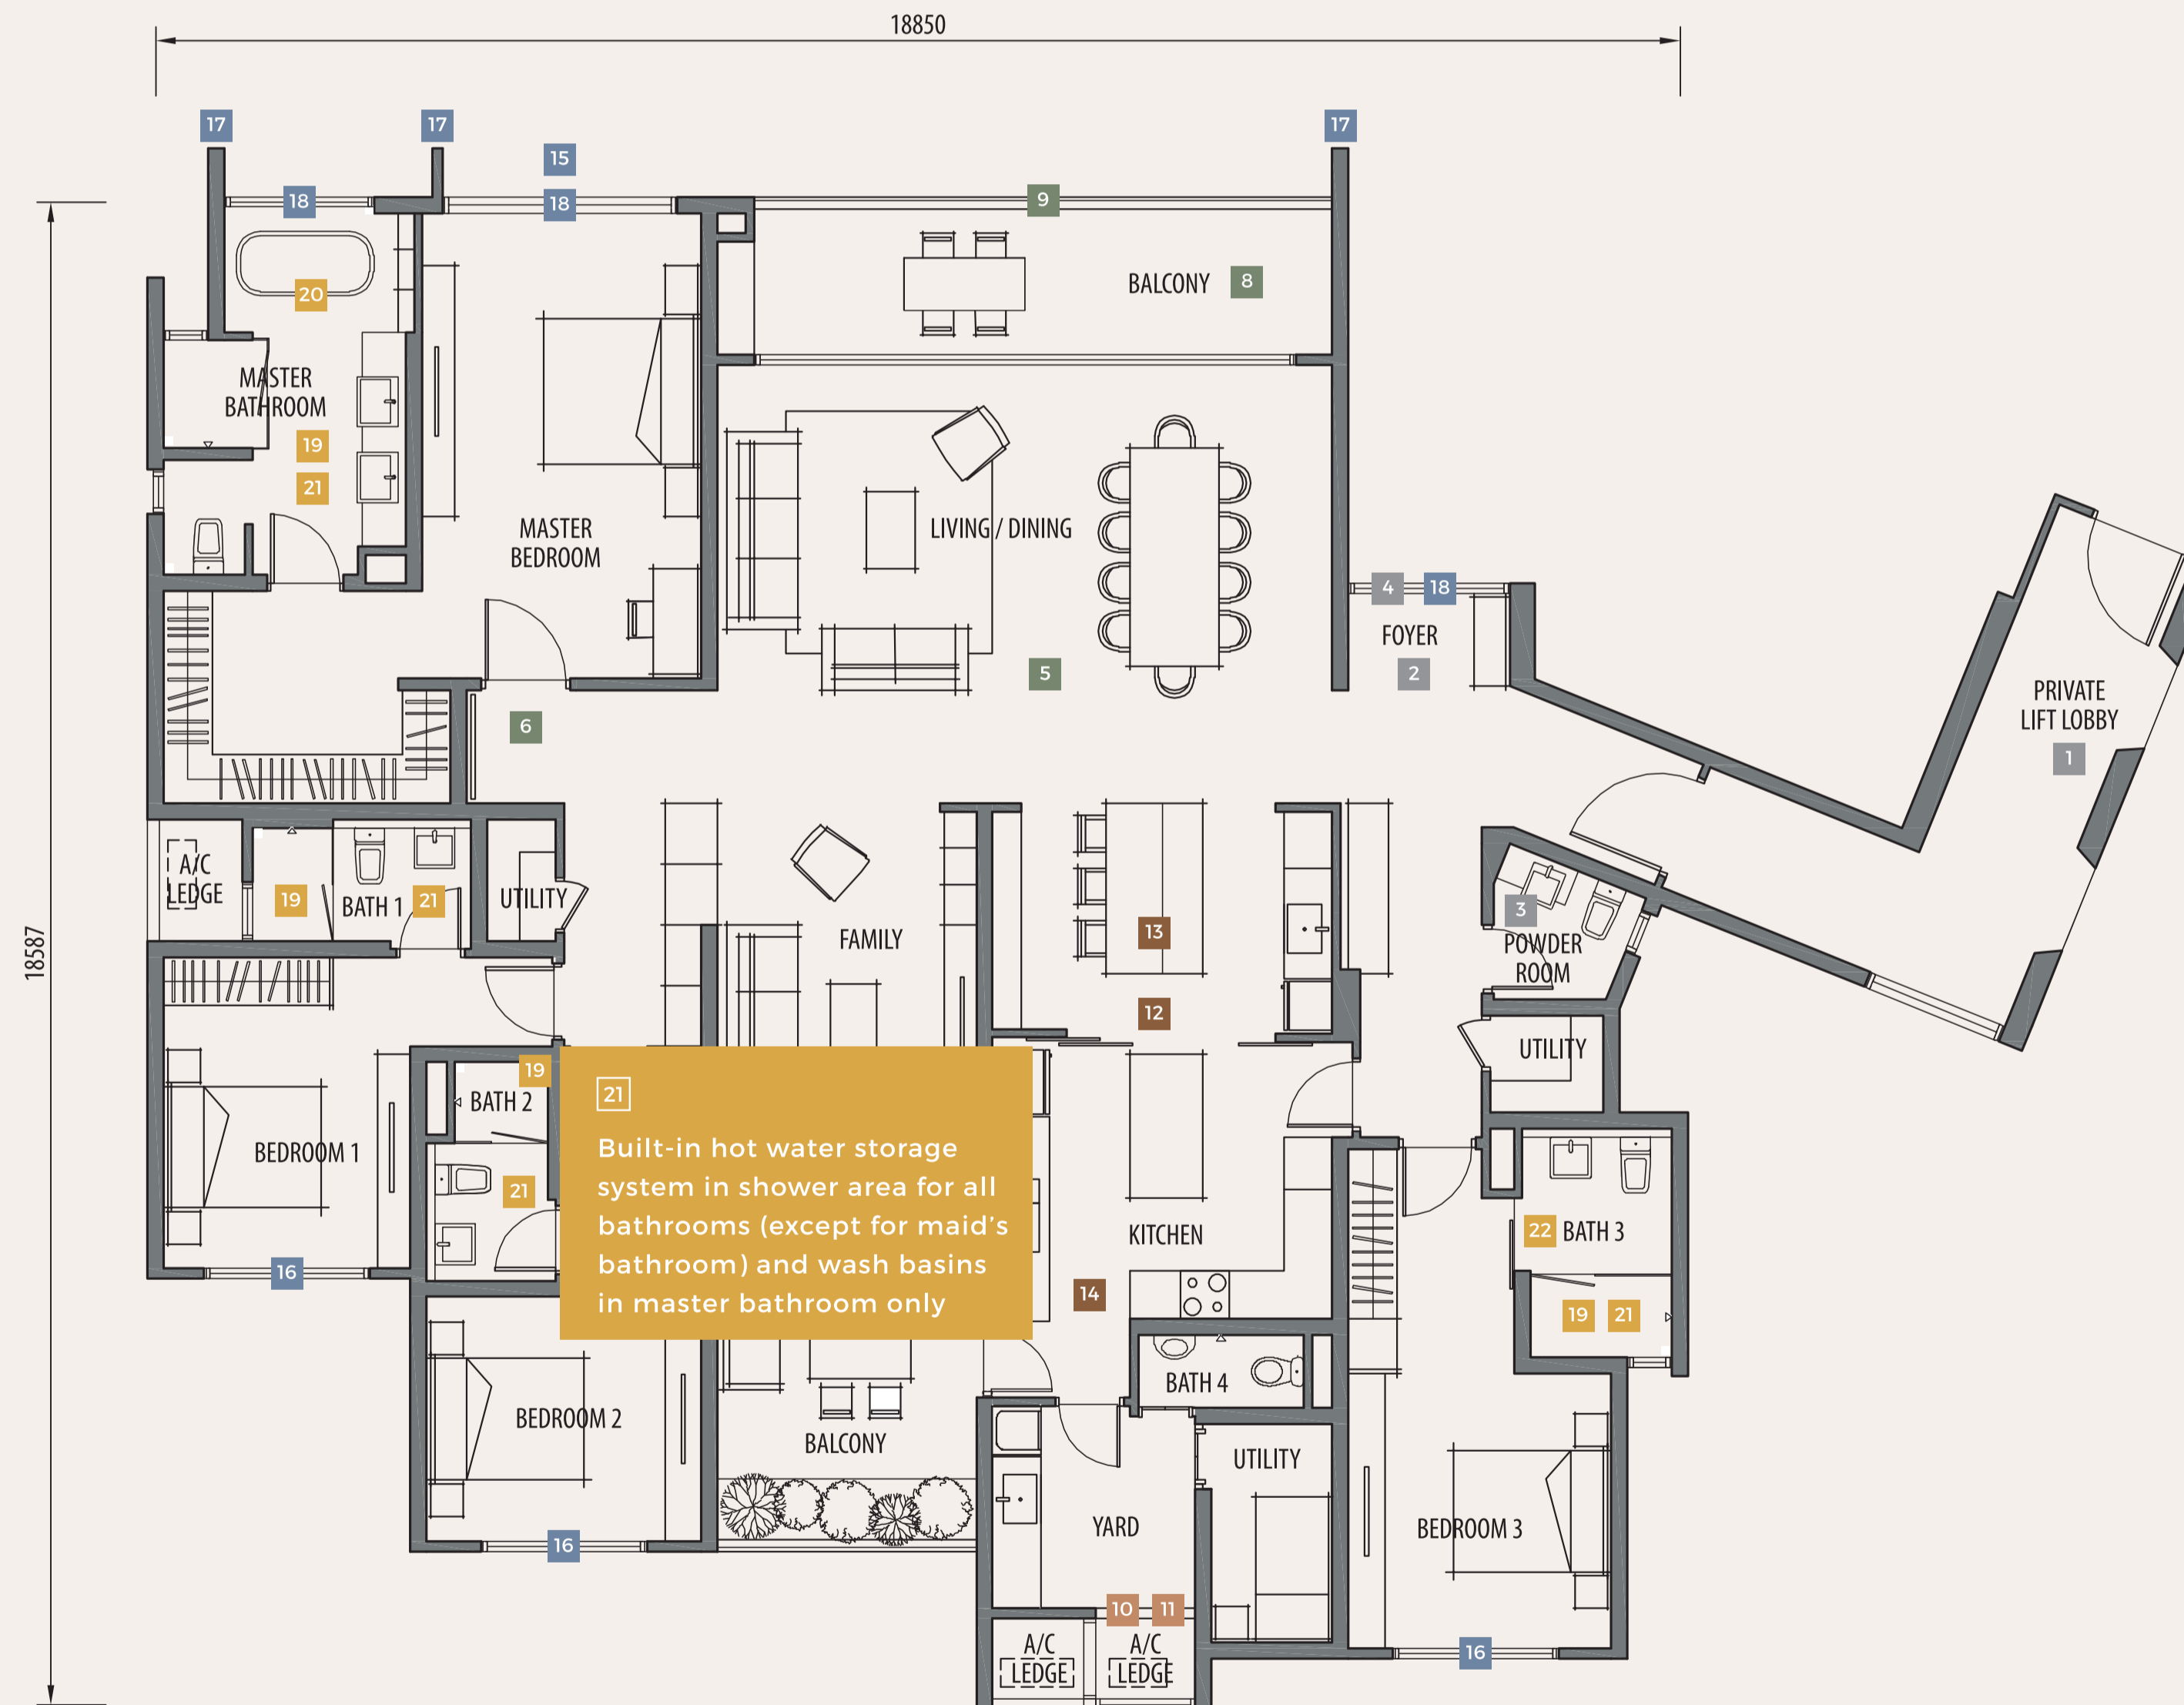 18850
17
17
17
15
18
18
9
20
BALCONY 8
MASTER
BATHROOM
19
21
MASTER
BEDROOM
LIVING / DINING
4 18
FOYER
2
5
6
PRIVATE
LIFT LOBBY
1
18587
A/C
LEDGE
19
BATH 1
21
UTILITY
FAMILY
13
12
3
POWDER
ROOM
UTILITY
19
BATH 2
21
BEDROOM 1
16
21
Built-in hot water storage
system in shower area for all
bathrooms (except for maid's
bathroom) and wash basins
in master bathroom only
KITCHEN
14
22 BATH 3
19 21
BATH 4
BEDROOM 2
16
BALCONY
UTILITY
YARD
BEDROOM 3
10 11
16
A/C
LEDGE
A/C
LEDGE